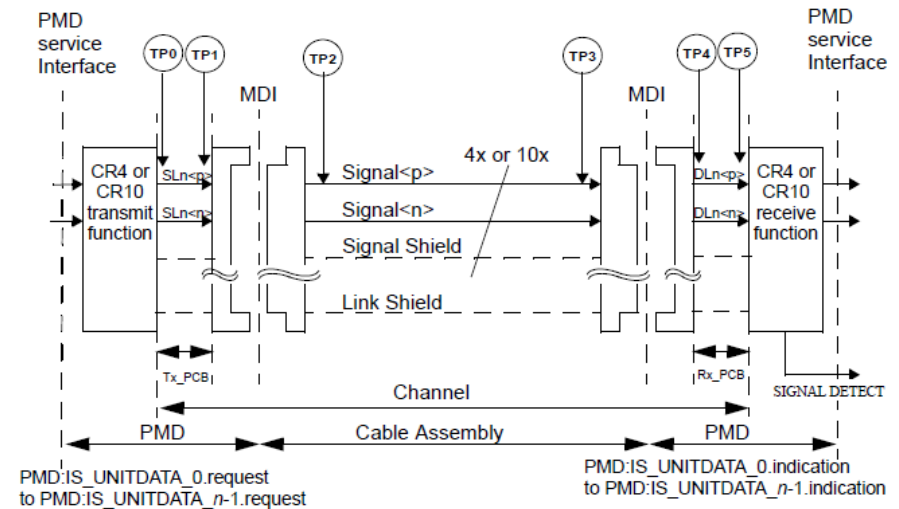 PMD
service
Interface
PMD
service
Interface
TP0
TP1
TP2
TP3
TP4
TP5
MDI
MDI
CR4 or
CR10
transmit
function
SLn<p>
SLn<n>
Signal<p>
Signal<n>
Signal Shield
Link Shield
4x or 10x
DLn<p>
DLn<n>
CR4 or
CR10
receive
function
Tx_PCB
Rx_PCB
SIGNAL DETECT
Channel
PMD
Cable Assembly
PMD
PMD:IS_UNITDATA_0.request
to PMD:IS_UNITDATA_n-1.request
PMD:IS_UNITDATA_0.indication
to PMD:IS_UNITDATA_n-1.indication